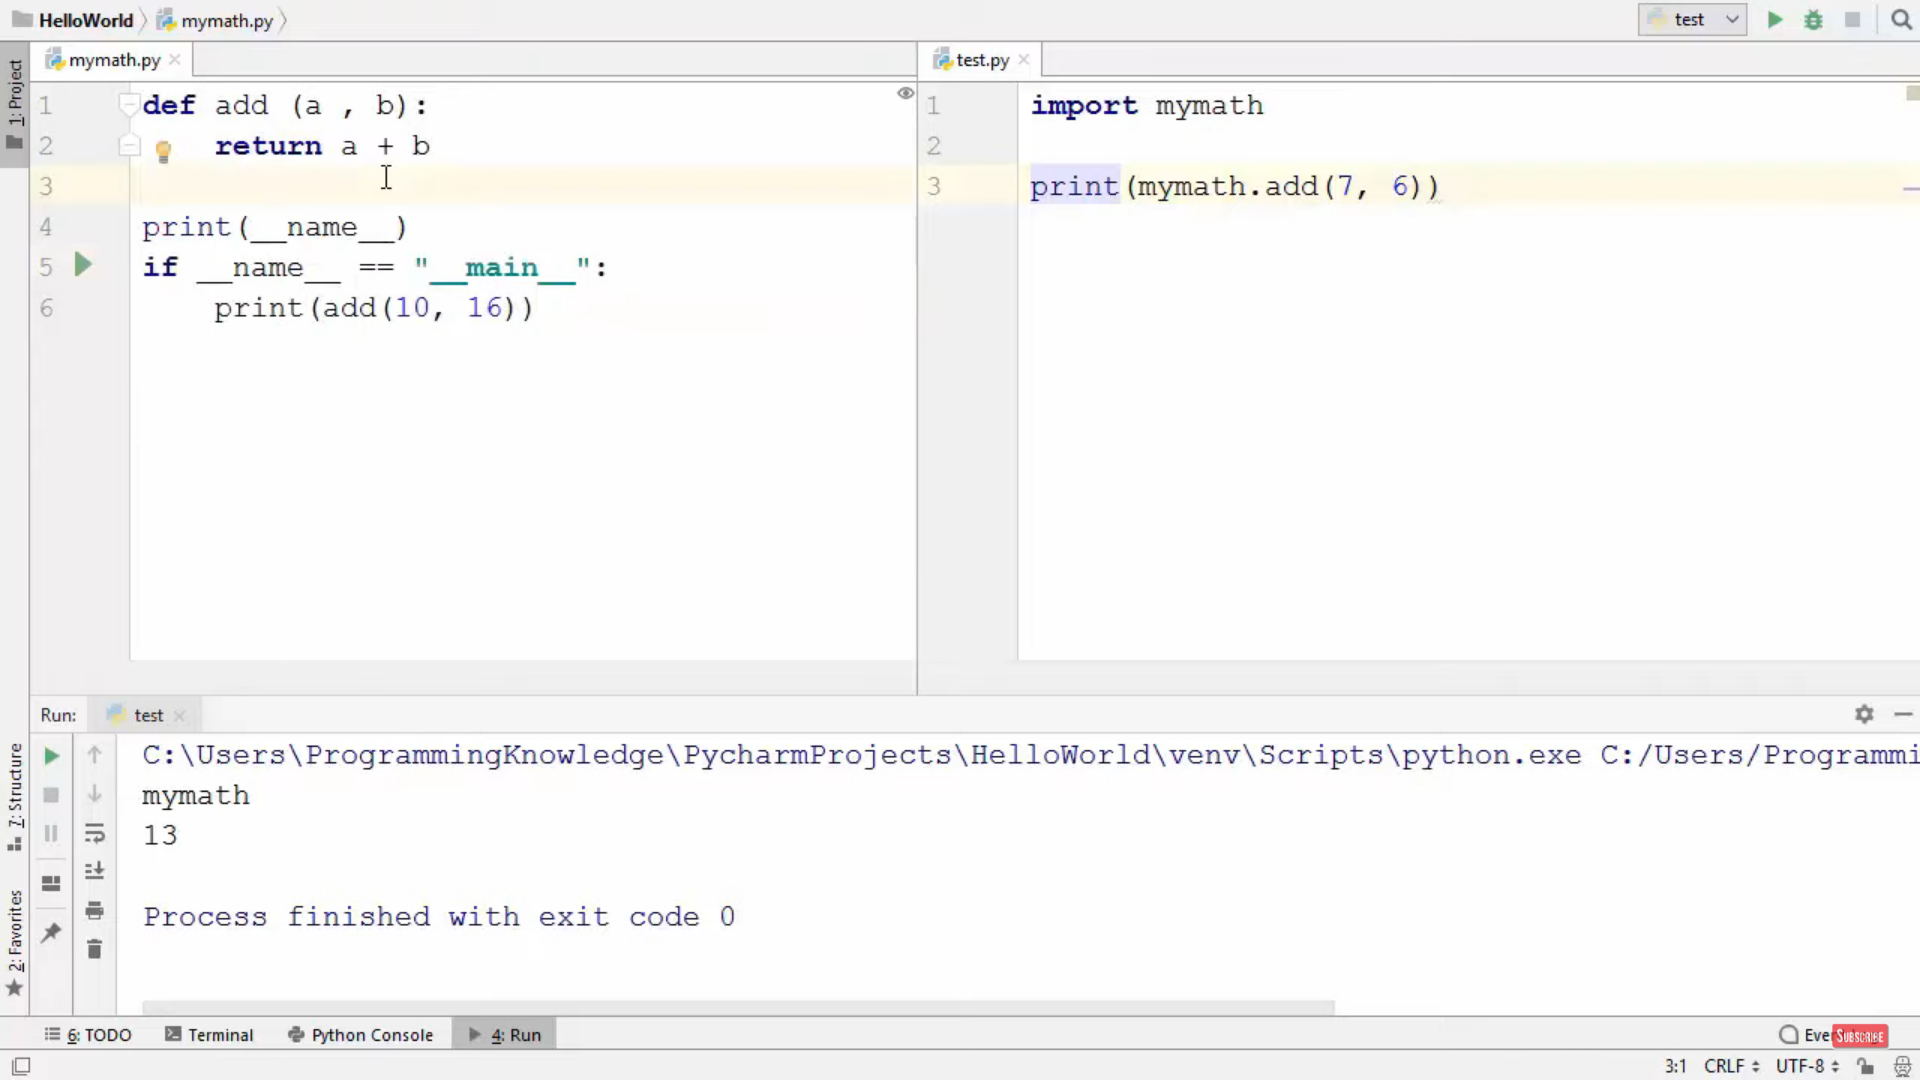 HelloWorld mymath.py test
1: Project
mymath.py
1 def add (a , b):
2 return a + b
3
4 print(__name__)
5 if __name__ == "__main__":
6 print(add(10, 16))
test.py
1 import mymath
2
3 print(mymath.add(7, 6))
Run: test
C:\Users\ProgrammingKnowledge\PycharmProjects\HelloWorld\venv\Scripts\python.exe C:/Users/Programmi
mymath
13
Process finished with exit code 0
7: Structure
2: Favorites
6: TODO Terminal Python Console 4: Run
SUBSCRIBE
3:1 CRLF UTF-8